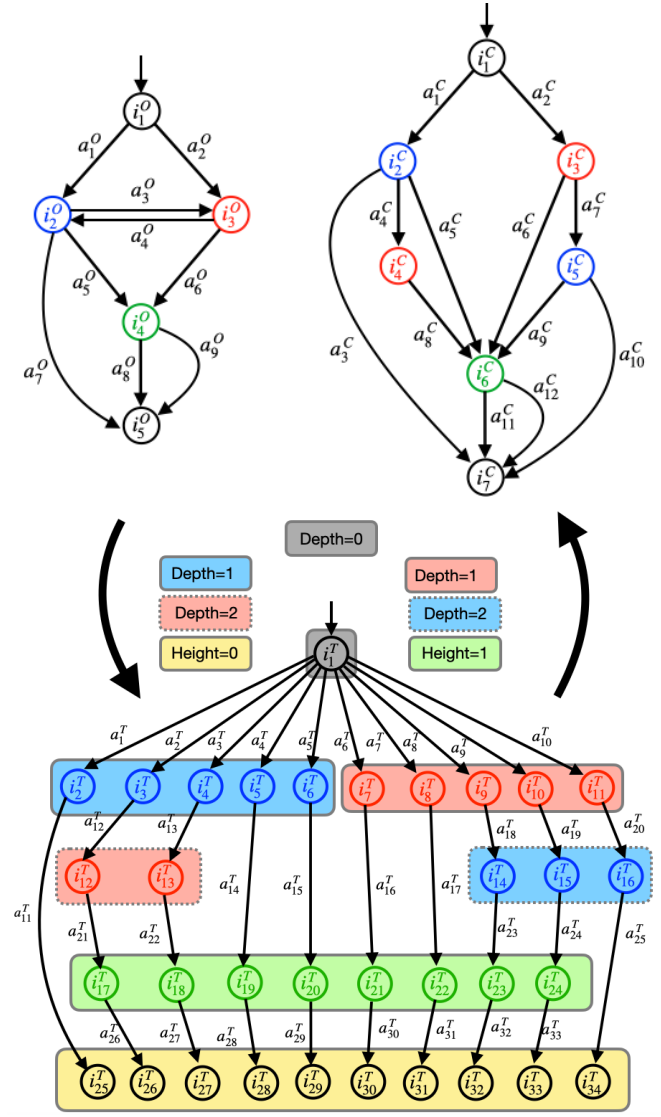 i_1^C
a_1^C a_2^C
i_1^O
a_1^O a_2^O
i_2^C i_3^C
a_3^O
i_2^O i_3^O
a_4^O
a_4^C a_5^C a_6^C a_7^C
i_4^C i_5^C
a_5^O a_6^O
i_4^O
a_7^O a_8^O a_9^O
a_3^C a_8^C a_9^C a_10^C
i_6^C
a_11^C a_12^C
i_5^O
i_7^C
Depth=0
Depth=1 Depth=1
Depth=2 Depth=2
Height=0 Height=1
i_1^T
a_1^T a_2^T a_3^T a_4^T a_5^T a_6^T a_7^T a_8^T a_9^T a_10^T
i_2^T i_3^T i_4^T i_5^T i_6^T i_7^T i_8^T i_9^T i_10^T i_11^T
a_12^T a_13^T a_18^T a_19^T a_20^T
i_12^T i_13^T i_14^T i_15^T i_16^T
a_11^T a_14^T a_15^T a_16^T a_17^T
a_21^T a_22^T a_23^T a_24^T a_25^T
i_17^T i_18^T i_19^T i_20^T i_21^T i_22^T i_23^T i_24^T
a_26^T a_27^T a_28^T a_29^T a_30^T a_31^T a_32^T a_33^T
i_25^T i_26^T i_27^T i_28^T i_29^T i_30^T i_31^T i_32^T i_33^T i_34^T